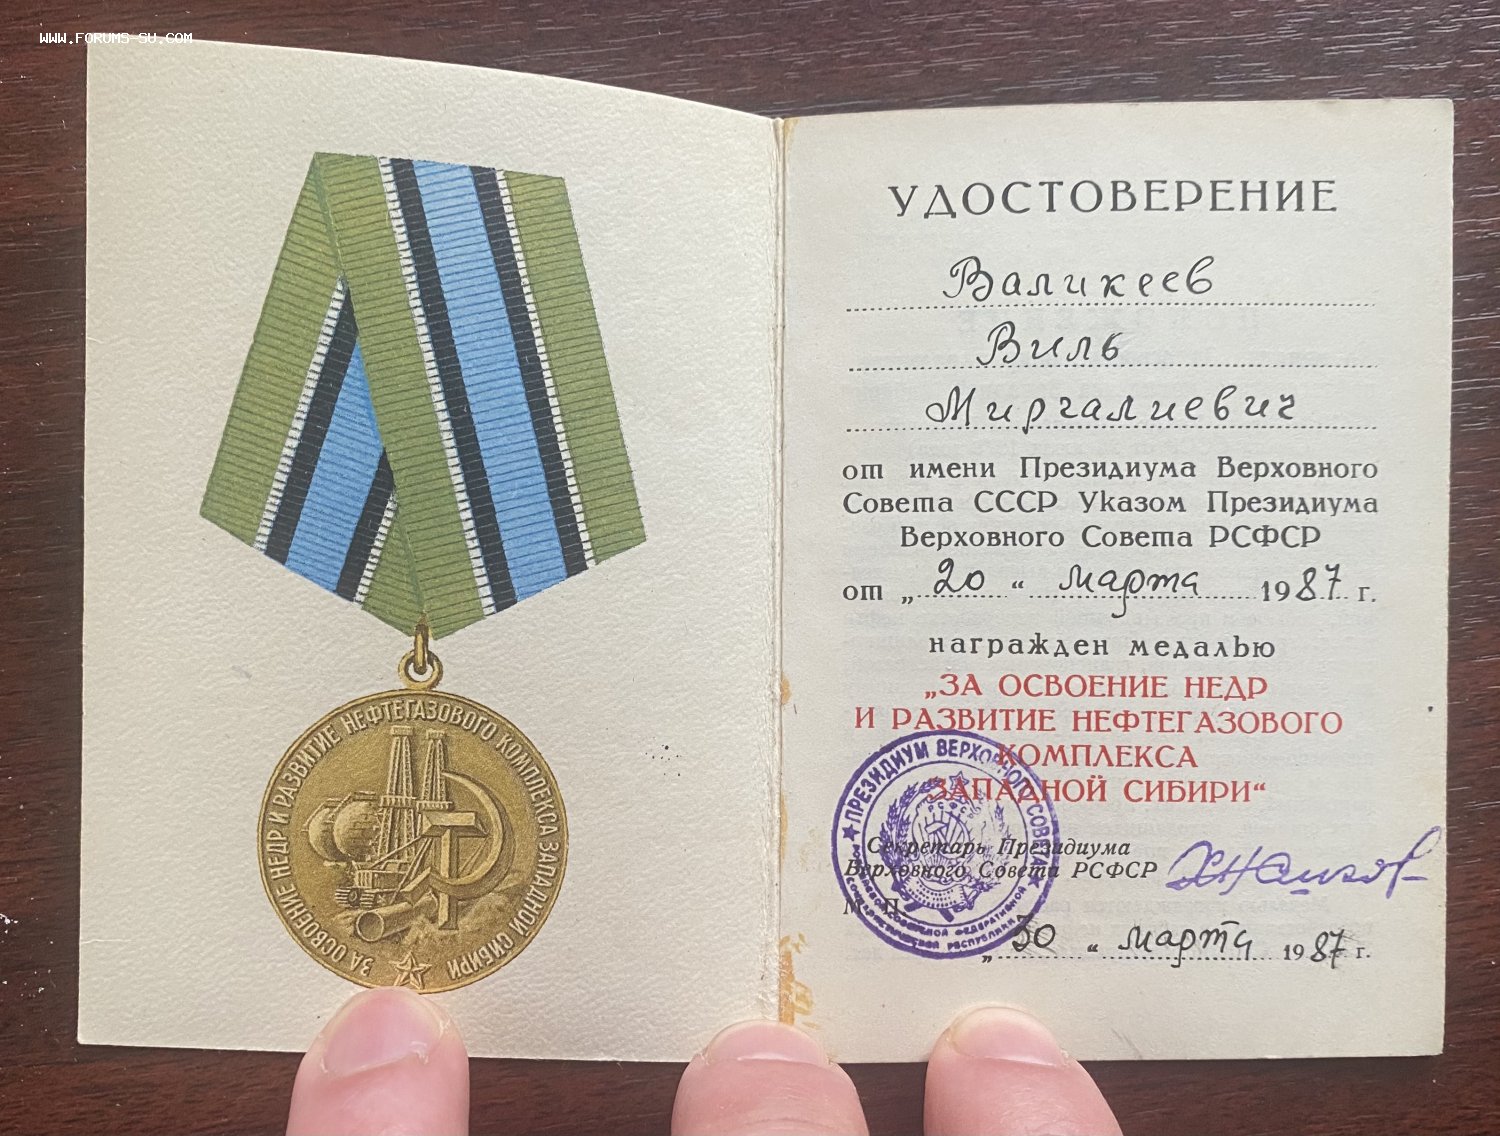 WWW.FORUMS-SU.COM
ЗА ОСВОЕНИЕ НЕДР И РАЗВИТИЕ НЕФТЕГАЗОВОГО КОМПЛЕКСА ЗАПАДНОЙ СИБИРИ
УДОСТОВЕРЕНИЕ
Валикеев
Виль
Миргалиевич
от имени Президиума Верховного
Совета СССР Указом Президиума
Верховного Совета РСФСР
от „20“ марта 1987 г.
награжден медалью
„ЗА ОСВОЕНИЕ НЕДР
И РАЗВИТИЕ НЕФТЕГАЗОВОГО
КОМПЛЕКСА
ЗАПАДНОЙ СИБИРИ“
ПРЕЗИДИУМ ВЕРХОВНОГО СОВЕТА
РСФСР
Секретарь Президиума
Верховного Совета РСФСР
М. П.
„30“ марта 1987 г.